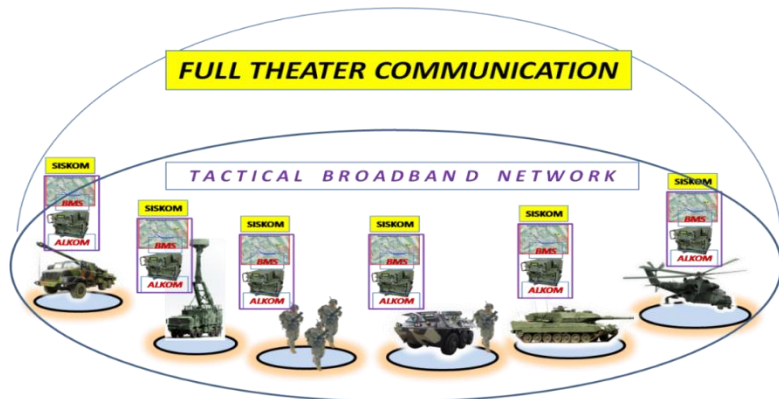 FULL THEATER COMMUNICATION
TACTICAL BROADBAND NETWORK
SISKOM
BMS
ALKOM
SISKOM
BMS
ALKOM
SISKOM
BMS
ALKOM
SISKOM
BMS
ALKOM
SISKOM
BMS
ALKOM
SISKOM
BMS
ALKOM